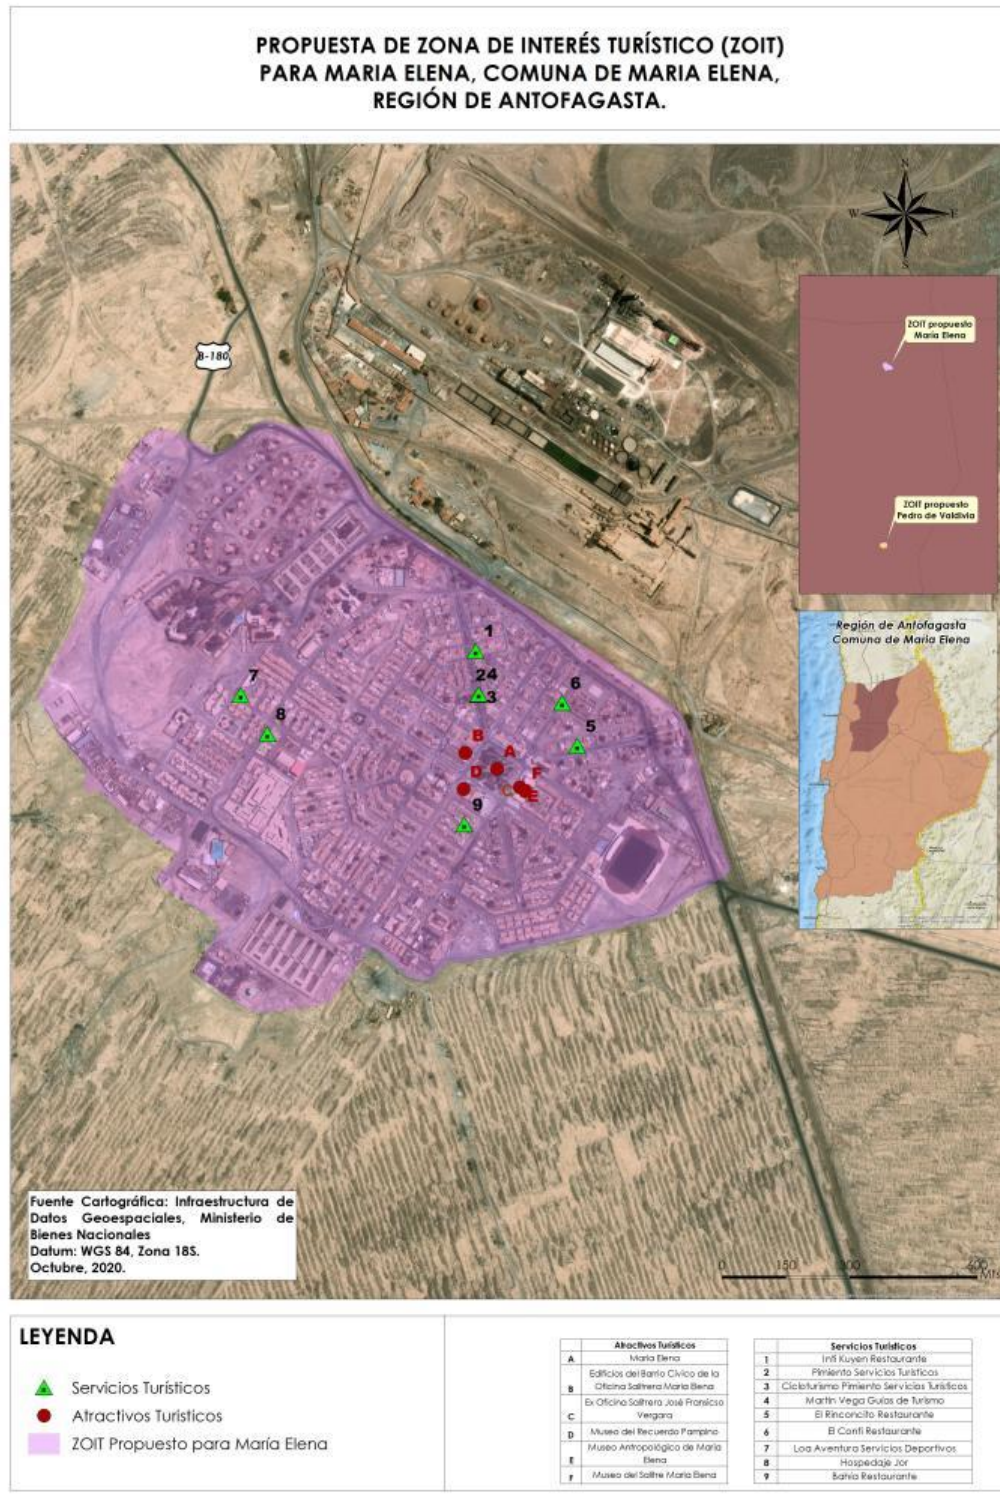 PROPUESTA DE ZONA DE INTERÉS TURÍSTICO (ZOIT)
PARA MARIA ELENA, COMUNA DE MARIA ELENA,
REGIÓN DE ANTOFAGASTA.
N
W E
S
B-180
ZOIT propuesto
María Elena
ZOIT propuesto
Pedro de Valdivia
Región de Antofagasta
Comuna de Maria Elena
1
24
3
6
7
8
5
B
A
D
F
C
E
9
Fuente Cartográfica: Infraestructura de
Datos Geoespaciales, Ministerio de
Bienes Nacionales
Datum: WGS 84, Zona 18S.
Octubre, 2020.
0 150 300 600
Mts
LEYENDA
Servicios Turísticos
Atractivos Turisticos
ZOIT Propuesto para María Elena
Atractivos Turísticos
A María Elena
Edificios del Barrio Cívico de la
B Oficina Salitrera María Elena
Ex Oficina Salitrera José Fransicso
C Vergara
D Museo del Recuerdo Pampino
Museo Antropológico de María
E Elena
F Museo del Salitre María Elena
Servicios Turísticos
1 Inti Kuyen Restaurante
2 Pimiento Servicios Turísticos
3 Cicloturismo Pimiento Servicios Turísticos
4 Martín Vega Guías de Turismo
5 El Rinconcito Restaurante
6 El Conti Restaurante
7 Loa Aventura Servicios Deportivos
8 Hospedaje Jor
9 Bahía Restaurante